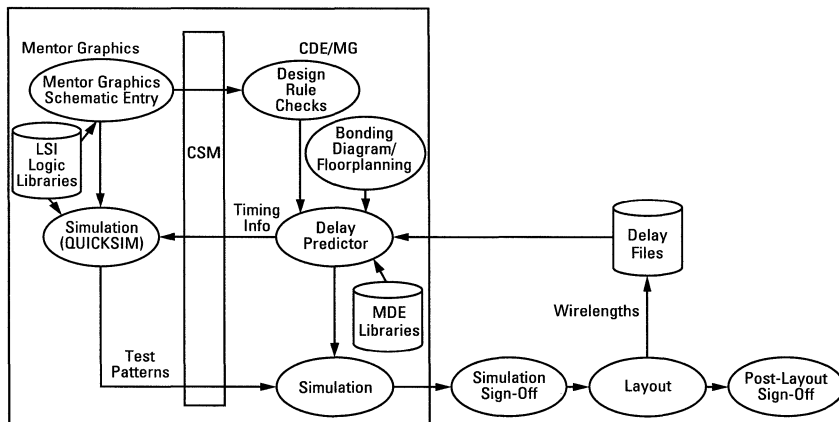 Mentor Graphics
CDE/MG
Mentor Graphics
Schematic Entry
Design
Rule
Checks
LSI
Logic
Libraries
CSM
Bonding
Diagram/
Floorplanning
Simulation
(QUICKSIM)
Timing
Info
Delay
Predictor
Delay
Files
MDE
Libraries
Wirelengths
Test
Patterns
Simulation
Simulation
Sign-Off
Layout
Post-Layout
Sign-Off